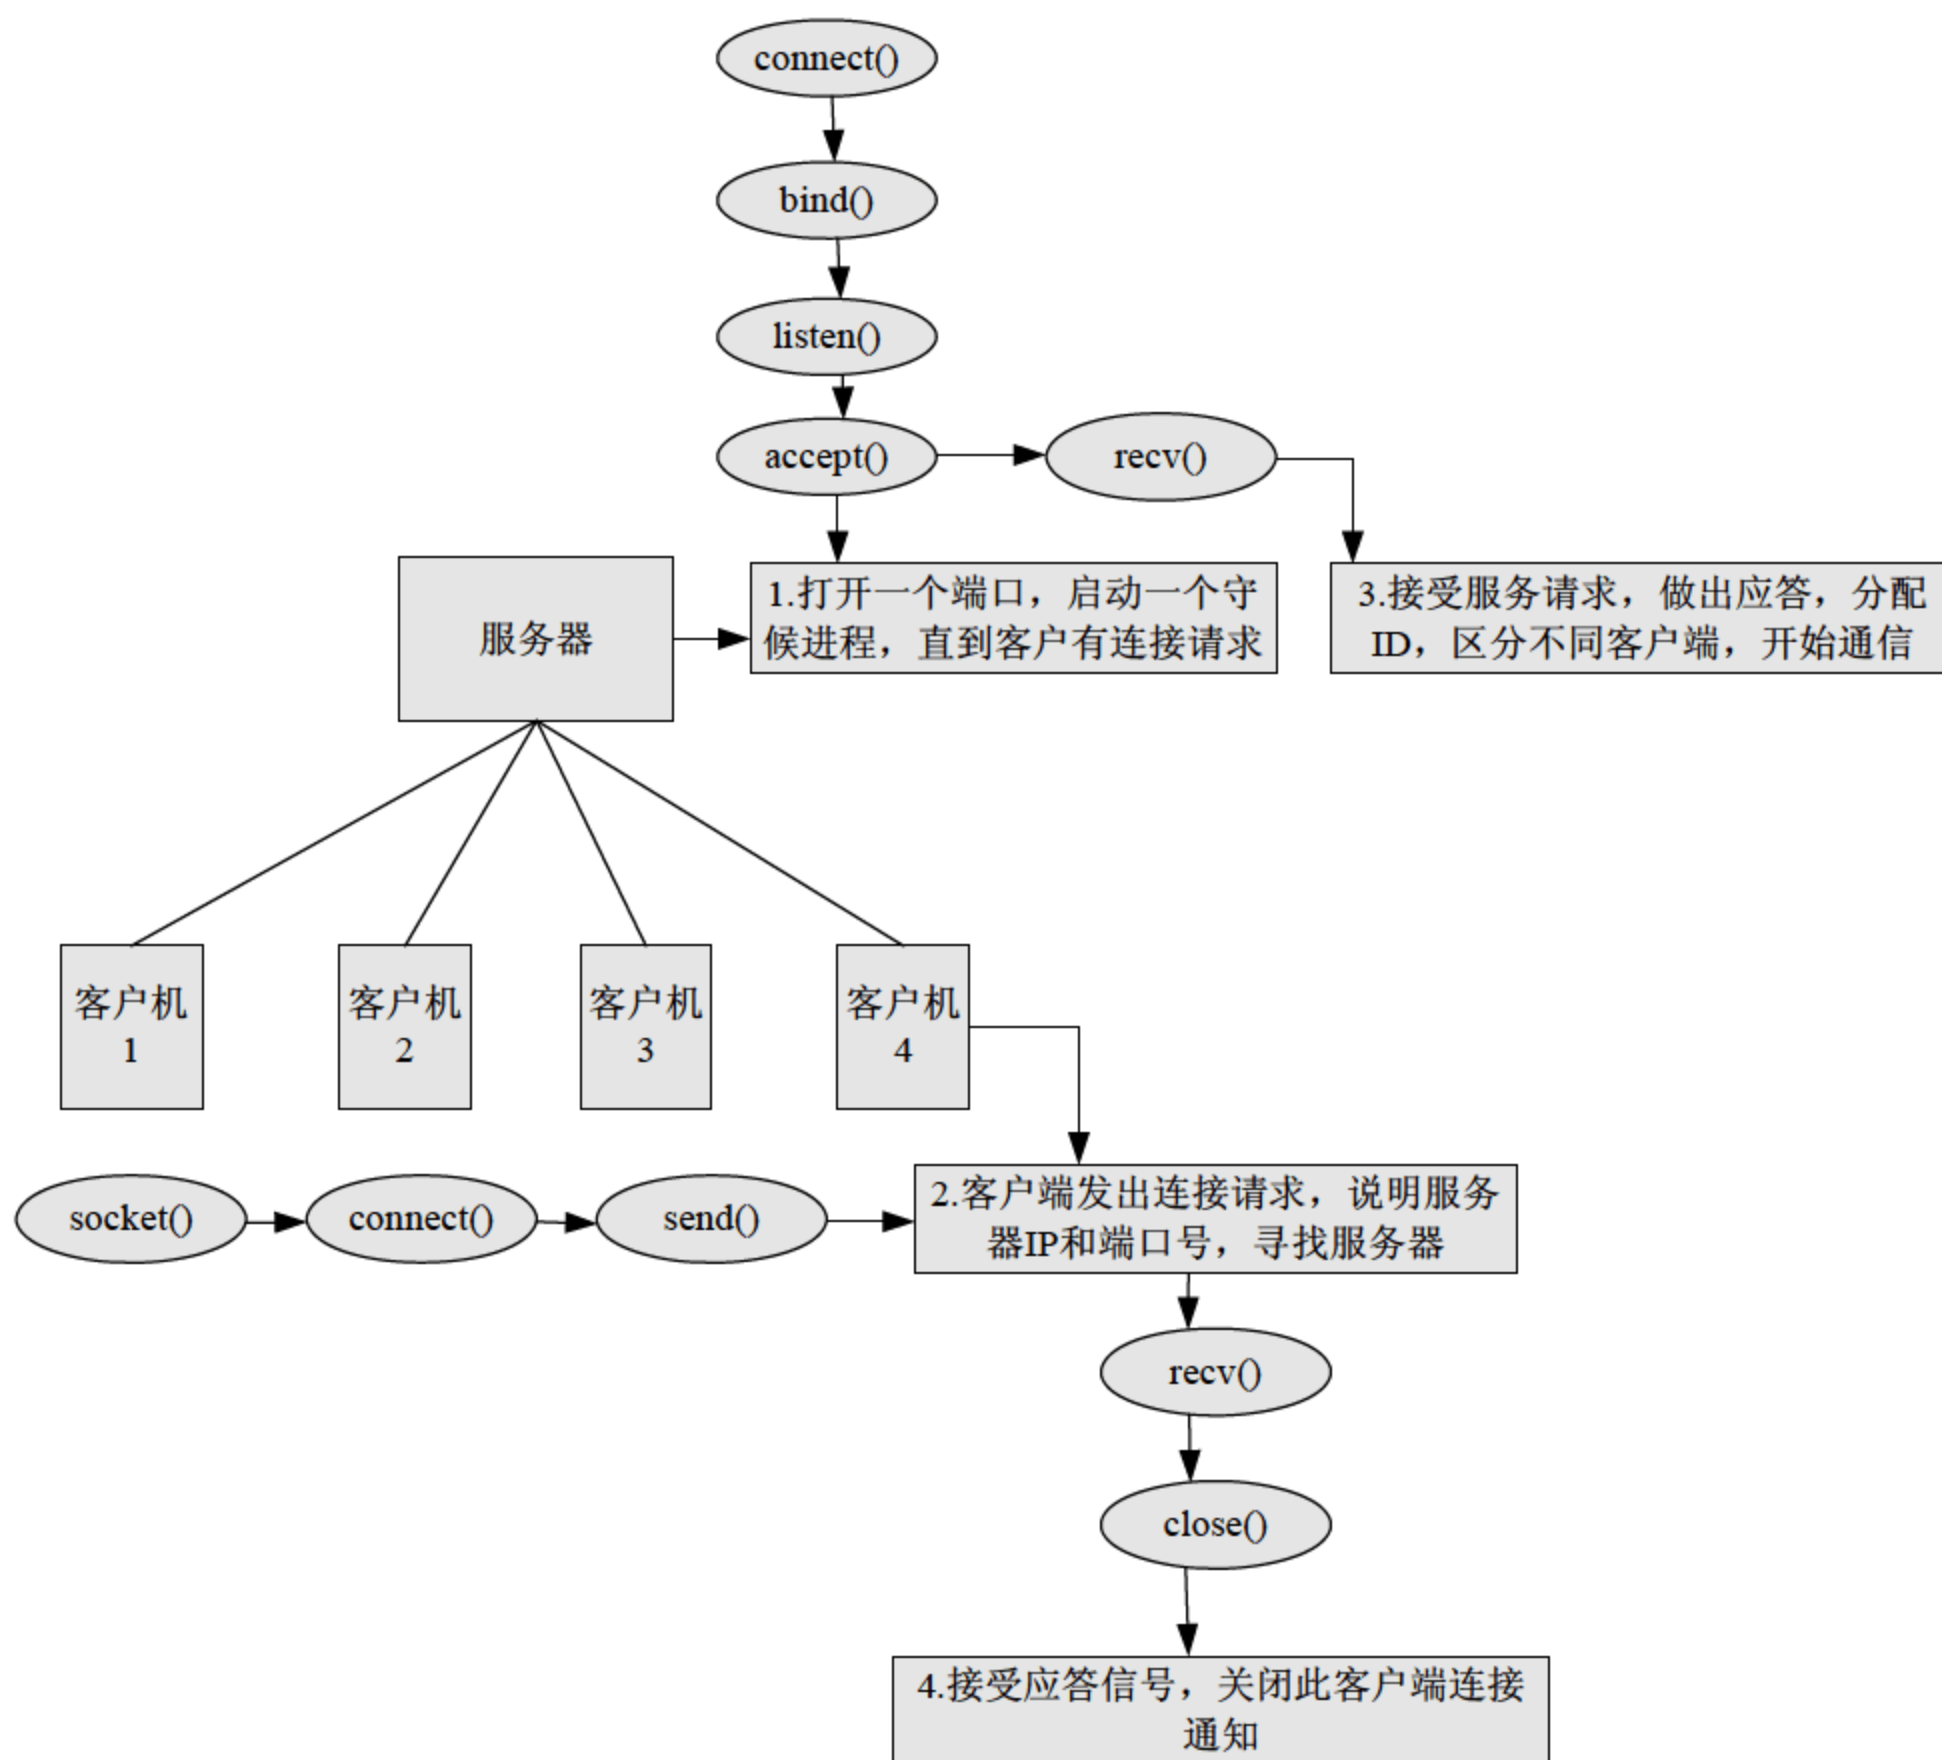 connect()
bind()
listen()
accept()
recv()
服务器
1.打开一个端口，启动一个守
候进程，直到客户有连接请求
3.接受服务请求，做出应答，分配
ID，区分不同客户端，开始通信
客户机
1
客户机
2
客户机
3
客户机
4
socket()
connect()
send()
2.客户端发出连接请求，说明服务
器IP和端口号，寻找服务器
recv()
close()
4.接受应答信号，关闭此客户端连接
通知